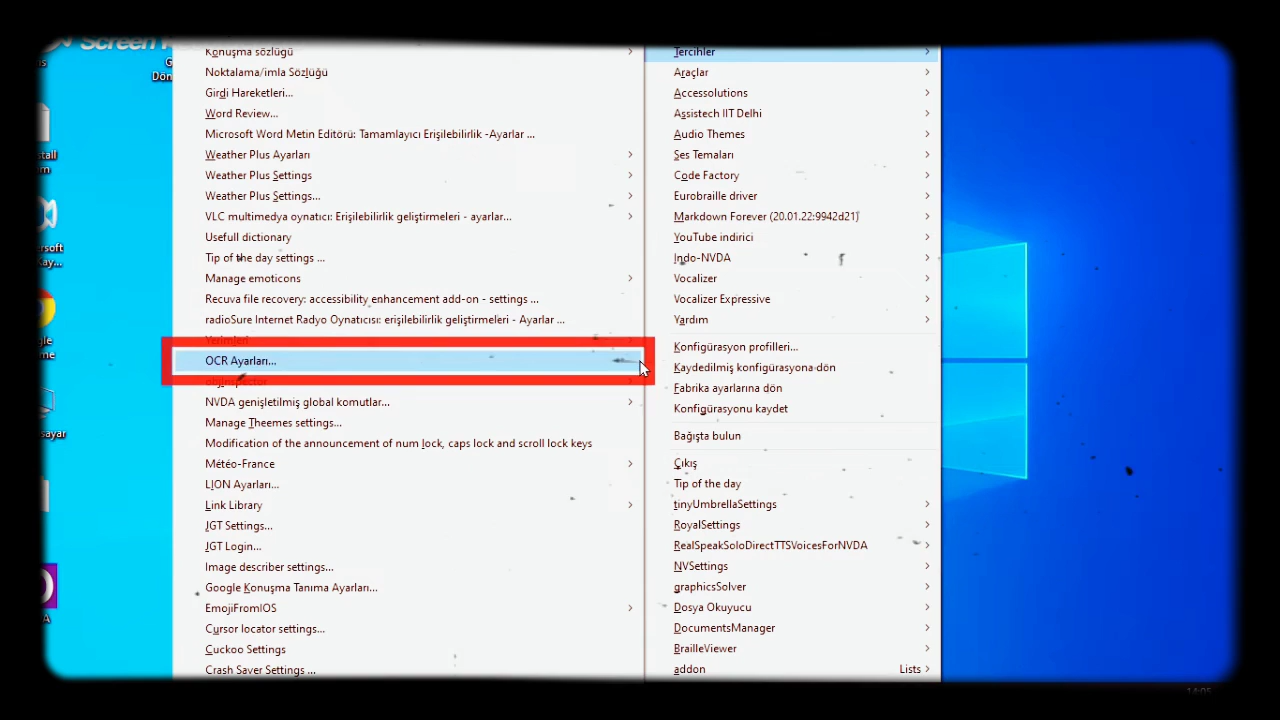 Konuşma sözlüğü
Noktalama/imla Sözlüğü
Girdi Hareketleri...
Word Review...
Microsoft Word Metin Editörü: Tamamlayıcı Erişilebilirlik -Ayarlar ...
Weather Plus Ayarları
Weather Plus Settings
Weather Plus Settings...
VLC multimedya oynatıcı: Erişilebilirlik geliştirmeleri - ayarlar...
Usefull dictionary
Tip of the day settings ...
Manage emoticons
Recuva file recovery: accessibility enhancement add-on - settings ...
radioSure Internet Radyo Oynatıcısı: erişilebilirlik geliştirmeleri - Ayarlar ...
Yerimleri
OCR Ayarları...
objInspector
NVDA genişletilmiş global komutlar...
Manage Theemes settings...
Modification of the announcement of num lock, caps lock and scroll lock keys
Météo-France
LION Ayarları...
Link Library
JGT Settings...
JGT Login...
Image describer settings...
Google Konuşma Tanıma Ayarları...
EmojiFromIOS
Cursor locator settings...
Cuckoo Settings
Crash Saver Settings ...
Tercihler
Araçlar
Accessolutions
Assistech IIT Delhi
Audio Themes
Ses Temaları
Code Factory
Eurobraille driver
Markdown Forever (20.01.22:9942d21)
YouTube indirici
Indo-NVDA
Vocalizer
Vocalizer Expressive
Yardım
Konfigürasyon profilleri...
Kaydedilmiş konfigürasyona-dön
Fabrika ayarlarına dön
Konfigürasyonu kaydet
Bağışta bulun
Çıkış
Tip of the day
tinyUmbrellaSettings
RoyalSettings
RealSpeakSoloDirectTTSVoicesForNVDA
NVSettings
graphicsSolver
Dosya Okuyucu
DocumentsManager
BrailleViewer
addon Lists
14:05